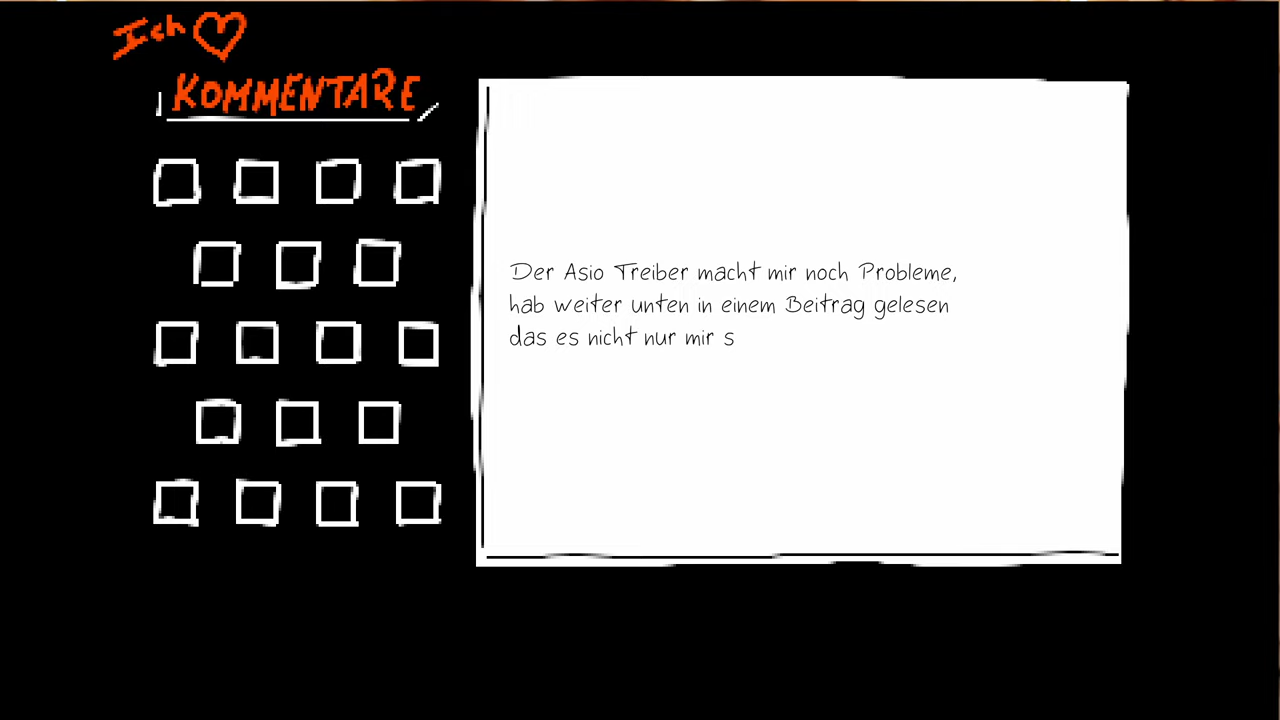 Ich
KOMMENTARE
Der Asio Treiber macht mir noch Probleme,
hab weiter unten in einem Beitrag gelesen
das es nicht nur mir s